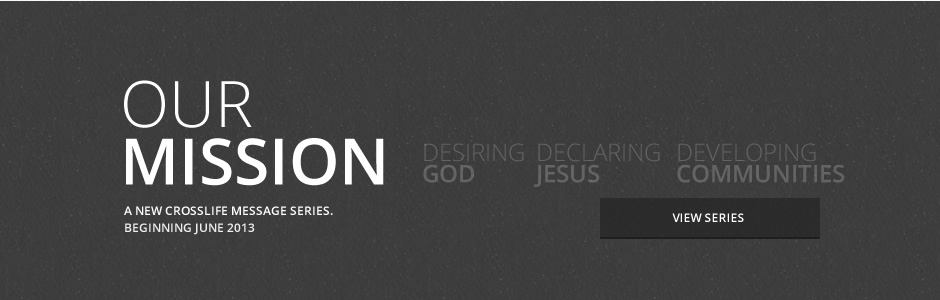 OUR
MISSION
DESIRING DECLARING DEVELOPING
GOD JESUS COMMUNITIES
A NEW CROSSLIFE MESSAGE SERIES.
BEGINNING JUNE 2013
VIEW SERIES